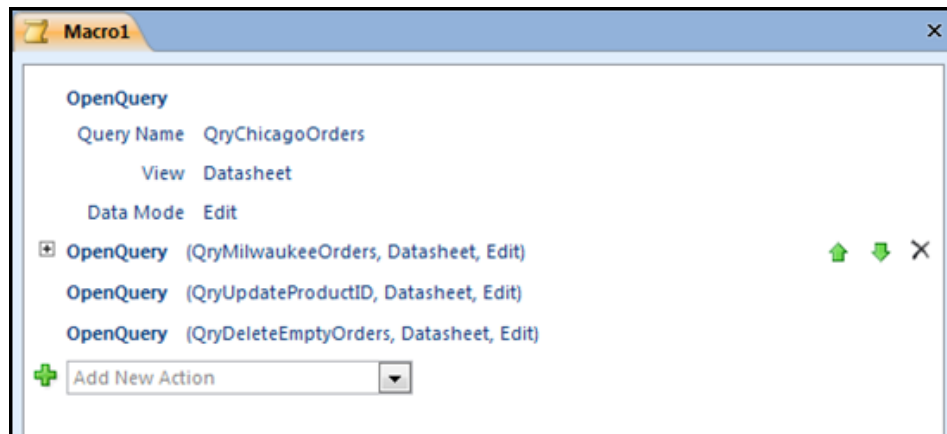 Macro1
OpenQuery
Query Name QryChicagoOrders
View Datasheet
Data Mode Edit
OpenQuery (QryMilwaukeeOrders, Datasheet, Edit)
OpenQuery (QryUpdateProductID, Datasheet, Edit)
OpenQuery (QryDeleteEmptyOrders, Datasheet, Edit)
Add New Action